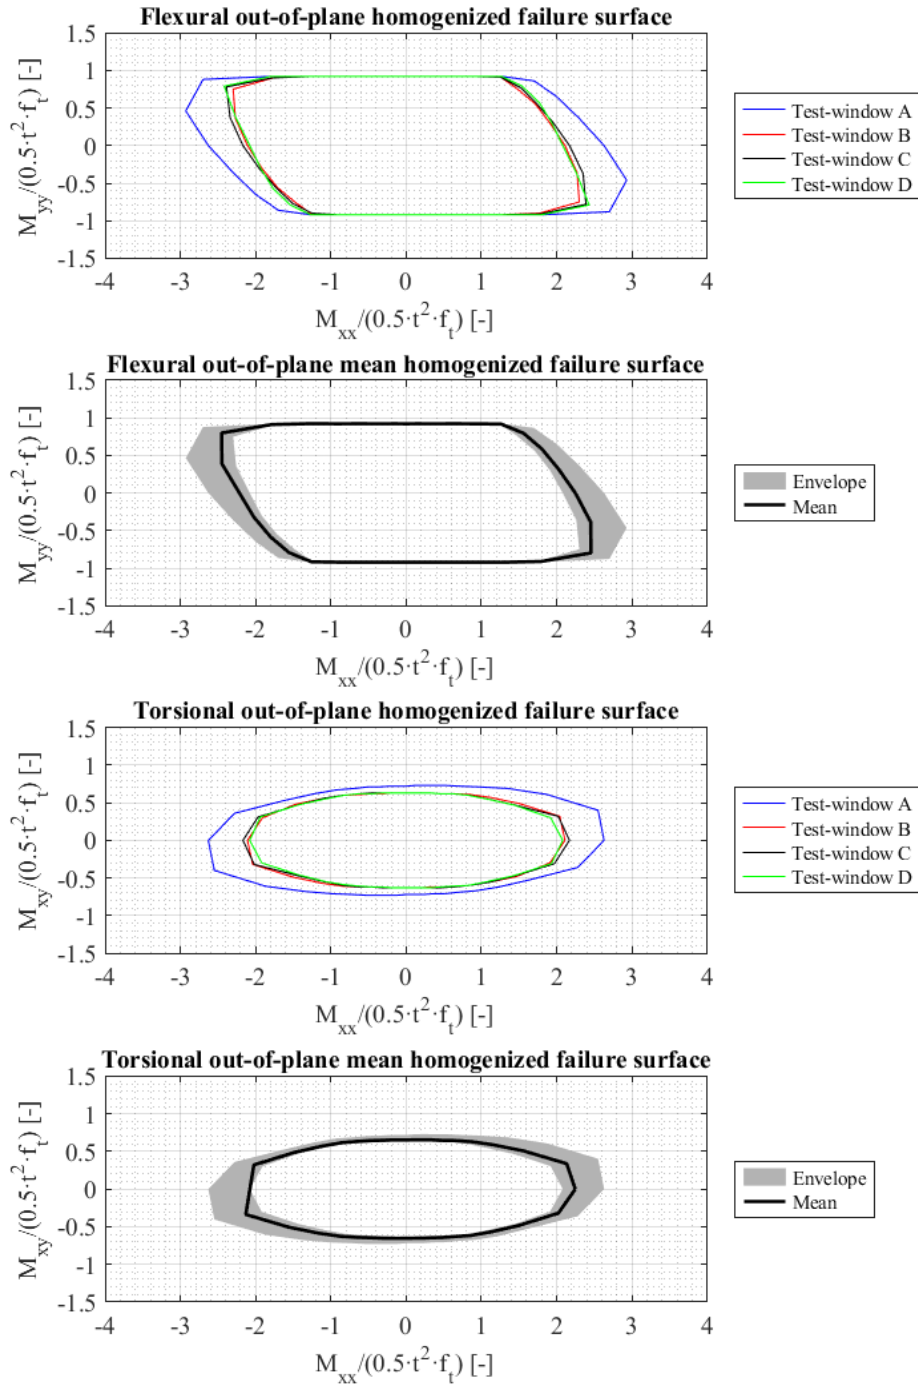 Flexural out-of-plane homogenized failure surface
1.5
1
0.5
0
-0.5
-1
-1.5
M_yy/(0.5·t²·f_t) [-]
-4 -3 -2 -1 0 1 2 3 4
M_xx/(0.5·t²·f_t) [-]
Test-window A
Test-window B
Test-window C
Test-window D
Flexural out-of-plane mean homogenized failure surface
1.5
1
0.5
0
-0.5
-1
-1.5
M_yy/(0.5·t²·f_t) [-]
-4 -3 -2 -1 0 1 2 3 4
M_xx/(0.5·t²·f_t) [-]
Envelope
Mean
Torsional out-of-plane homogenized failure surface
1.5
1
0.5
0
-0.5
-1
-1.5
M_xy/(0.5·t²·f_t) [-]
-4 -3 -2 -1 0 1 2 3 4
M_xx/(0.5·t²·f_t) [-]
Test-window A
Test-window B
Test-window C
Test-window D
Torsional out-of-plane mean homogenized failure surface
1.5
1
0.5
0
-0.5
-1
-1.5
M_xy/(0.5·t²·f_t) [-]
-4 -3 -2 -1 0 1 2 3 4
M_xx/(0.5·t²·f_t) [-]
Envelope
Mean